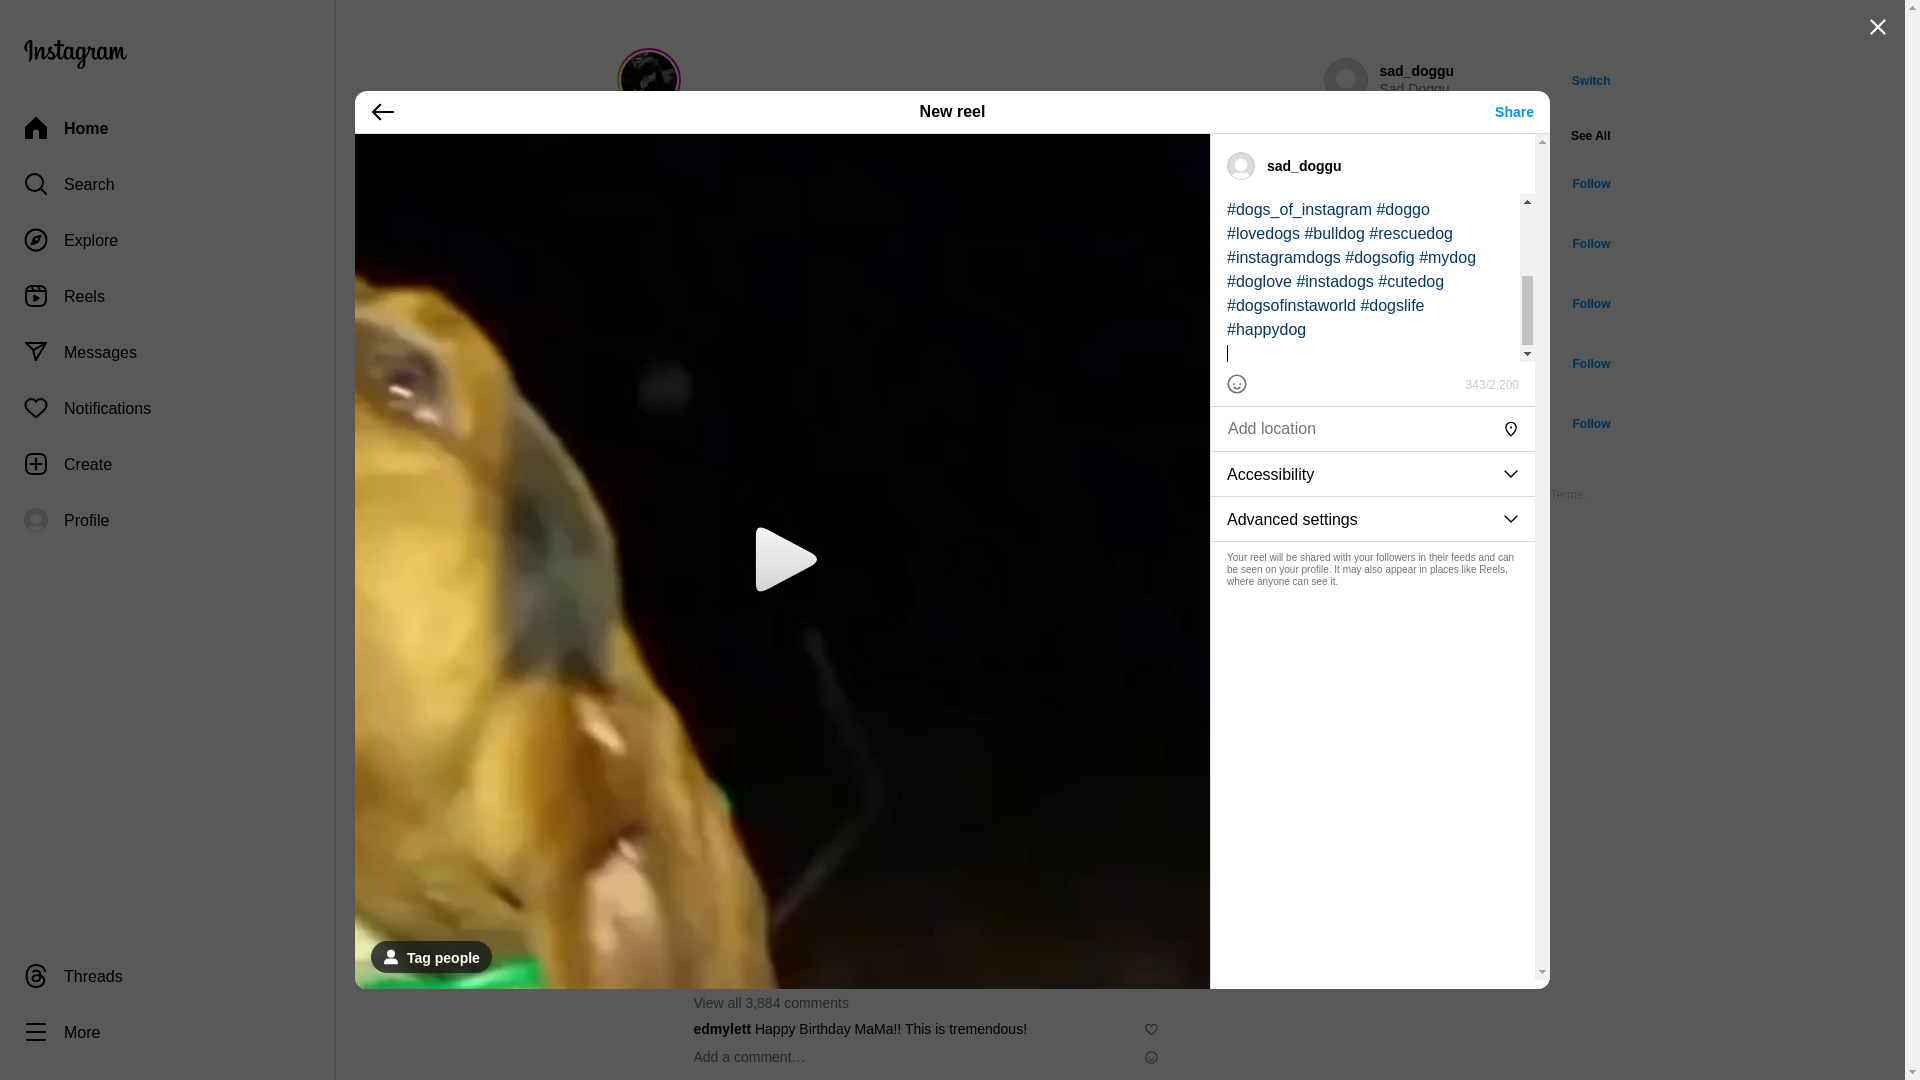 Instagram
Home
Search
Explore
Reels
Messages
Notifications
Create
Profile
Threads
More
sad_doggu
Sad Doggu
Switch
See All
Follow
Follow
Follow
Follow
Follow
Terms ·
New reel
Share
sad_doggu
#dogs_of_instagram #doggo
#lovedogs #bulldog #rescuedog
#instagramdogs #dogsofig #mydog
#doglove #instadogs #cutedog
#dogsofinstaworld #dogslife
#happydog
343/2,200
Add location
Accessibility
Advanced settings
Your reel will be shared with your followers in their feeds and can
be seen on your profile. It may also appear in places like Reels,
where anyone can see it.
Tag people
View all 3,884 comments
edmylett Happy Birthday MaMa!! This is tremendous!
Add a comment…